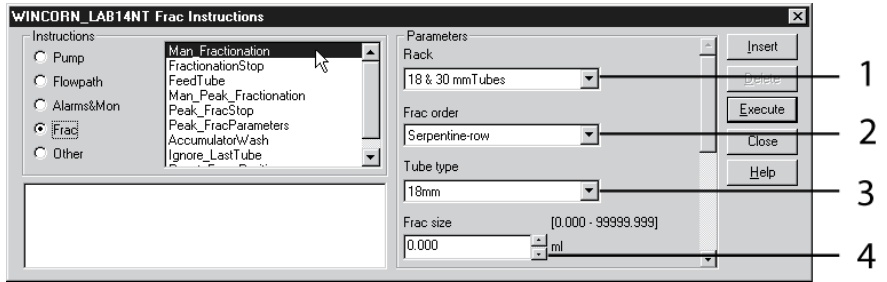 WINCORN_LAB14NT Frac Instructions
Instructions
Pump
Flowpath
Alarms&Mon
Frac
Other
Man_Fractionation
FractionationStop
FeedTube
Man_Peak_Fractionation
Peak_FracStop
Peak_FracParameters
AccumulatorWash
Ignore_LastTube
Parameters
Rack
18 & 30 mmTubes
Frac order
Serpentine-row
Tube type
18mm
Frac size [0.000 - 99999.999]
0.000 ml
Insert
Delete
Execute
Close
Help
1
2
3
4